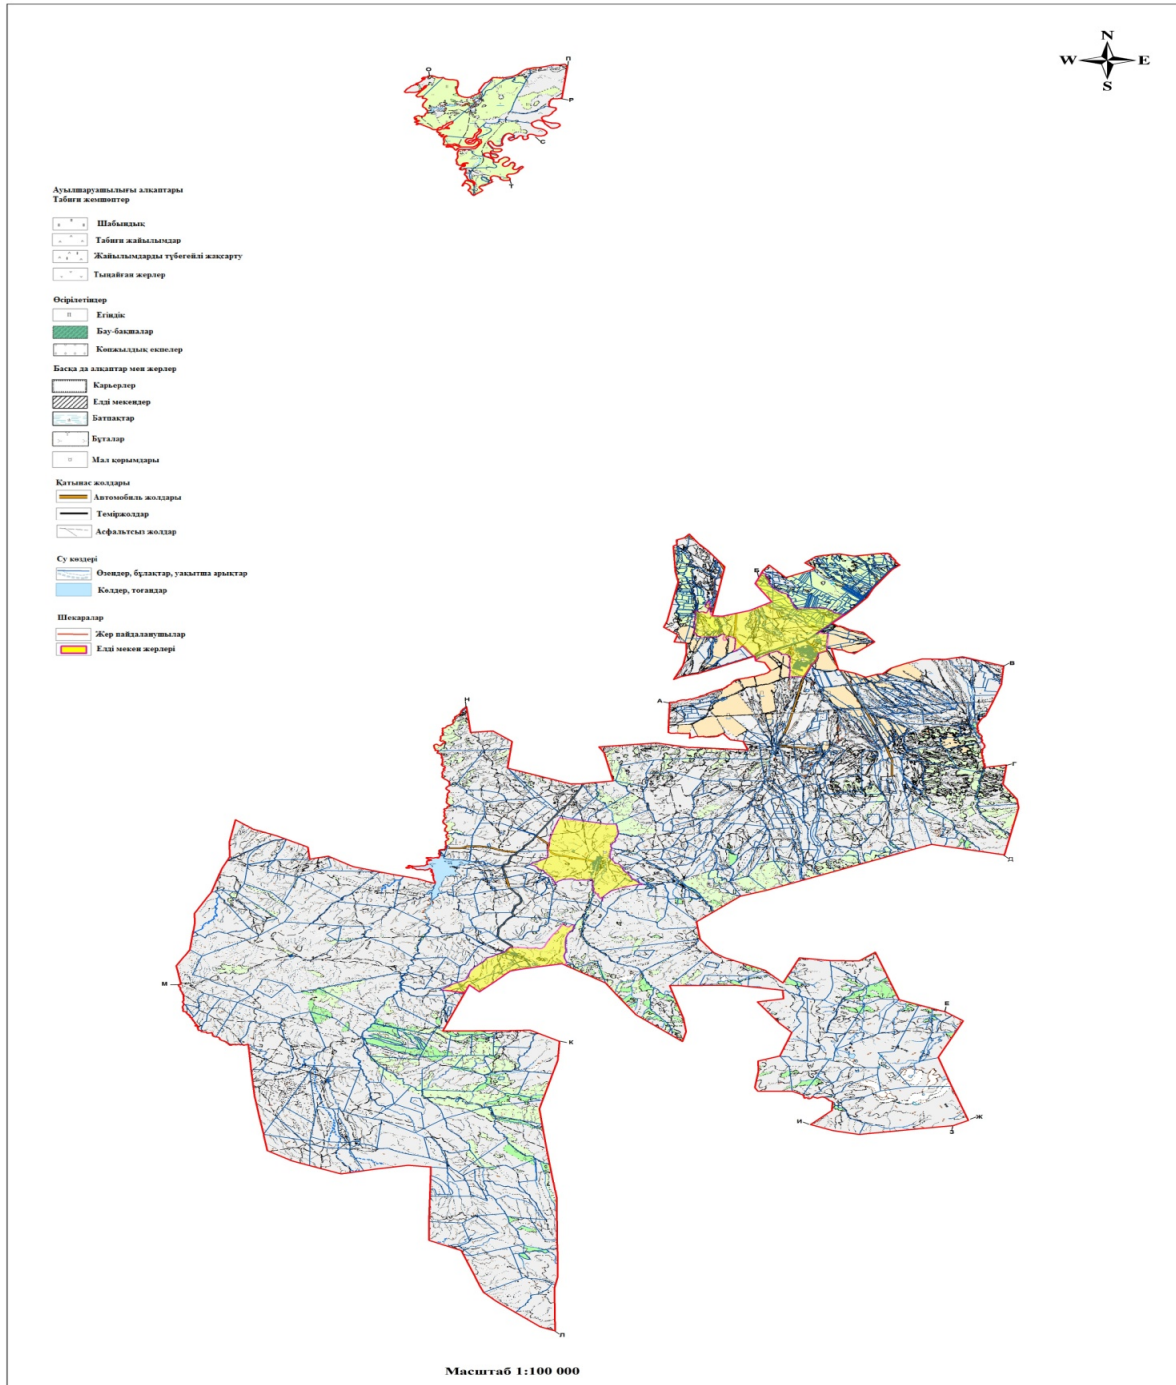 N
W E
S
О
П
Р
С
Т
Ауылшаруашылығы алқаптары
Табиғи жемшөптер
Шабындық
Табиғи жайылымдар
Жайылымдарды түбегейлі жақсарту
Тыңайған жерлер
Өсірілетіндер
Егіндік
Бау-бақшалар
Көпжылдық екпелер
Басқа да алқаптар мен жерлер
Карьерлер
Елді мекендер
Батпақтар
Бұталар
Мал қорымдары
Қатынас жолдары
Автомобиль жолдары
Теміржолдар
Асфальтсыз жолдар
Су көздері
Өзендер, бұлақтар, уақытша арықтар
Көлдер, тоғандар
Шекаралар
Жер пайдаланушылар
Елді мекен жерлері
Б
В
А
Н
Г
Д
М
Е
К
Ж
И
З
Л
Масштаб 1:100 000